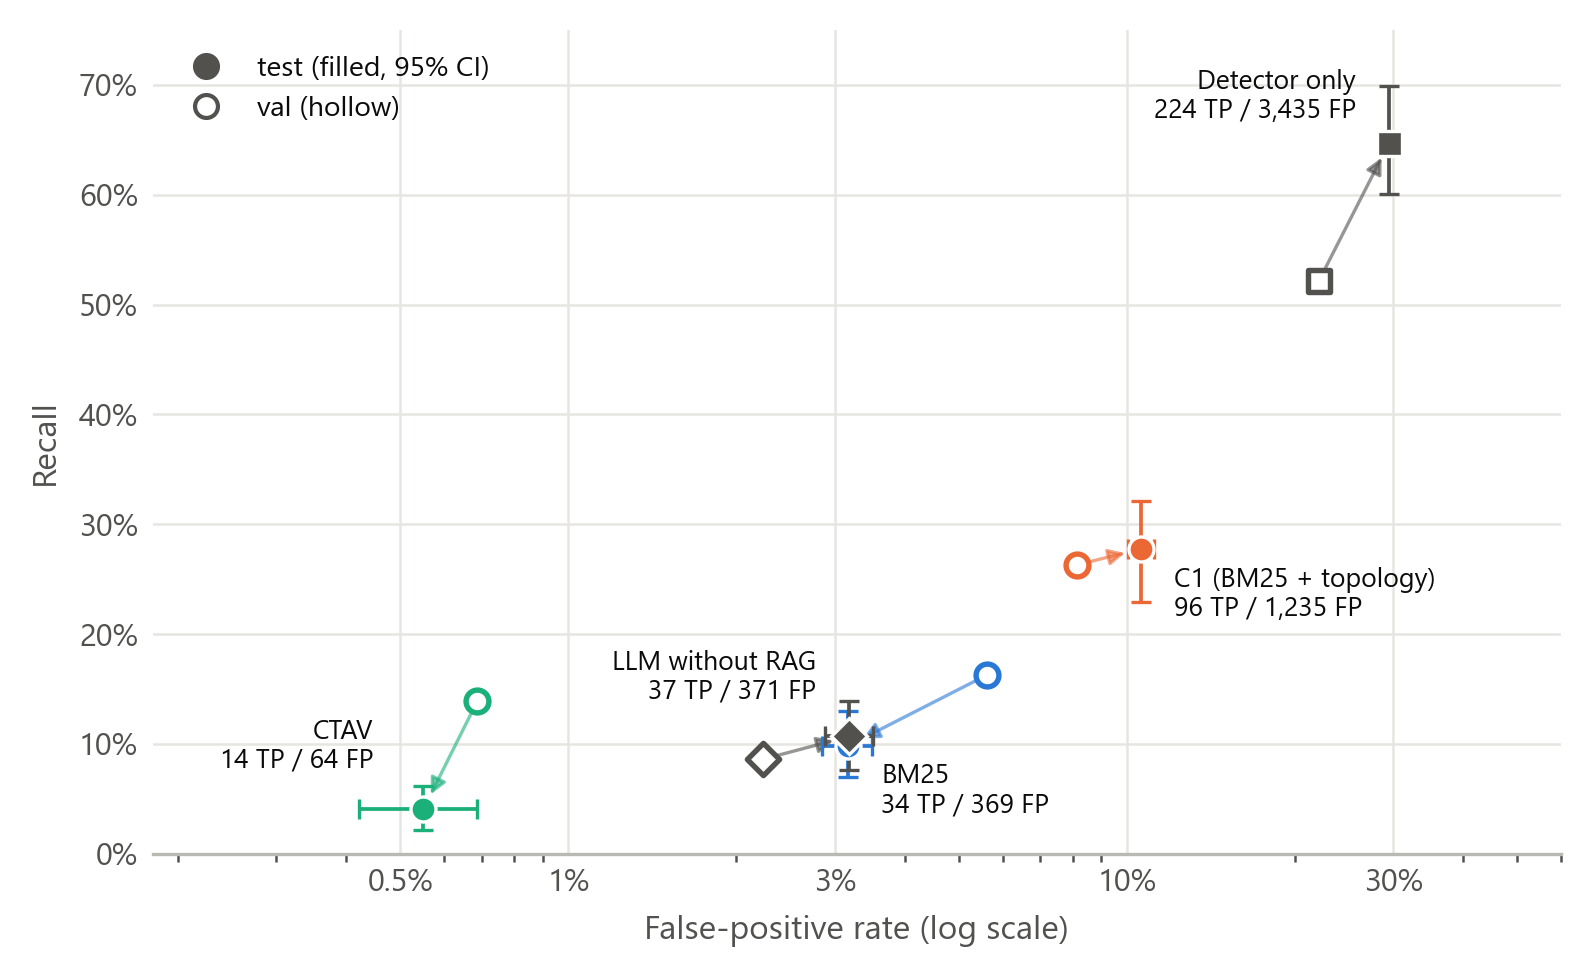 test (filled, 95% CI)
val (hollow)
Detector only
224 TP / 3,435 FP
C1 (BM25 + topology)
96 TP / 1,235 FP
LLM without RAG
37 TP / 371 FP
CTAV
14 TP / 64 FP
BM25
34 TP / 369 FP
Recall
70%
60%
50%
40%
30%
20%
10%
0%
0.5%
1%
3%
10%
30%
False-positive rate (log scale)